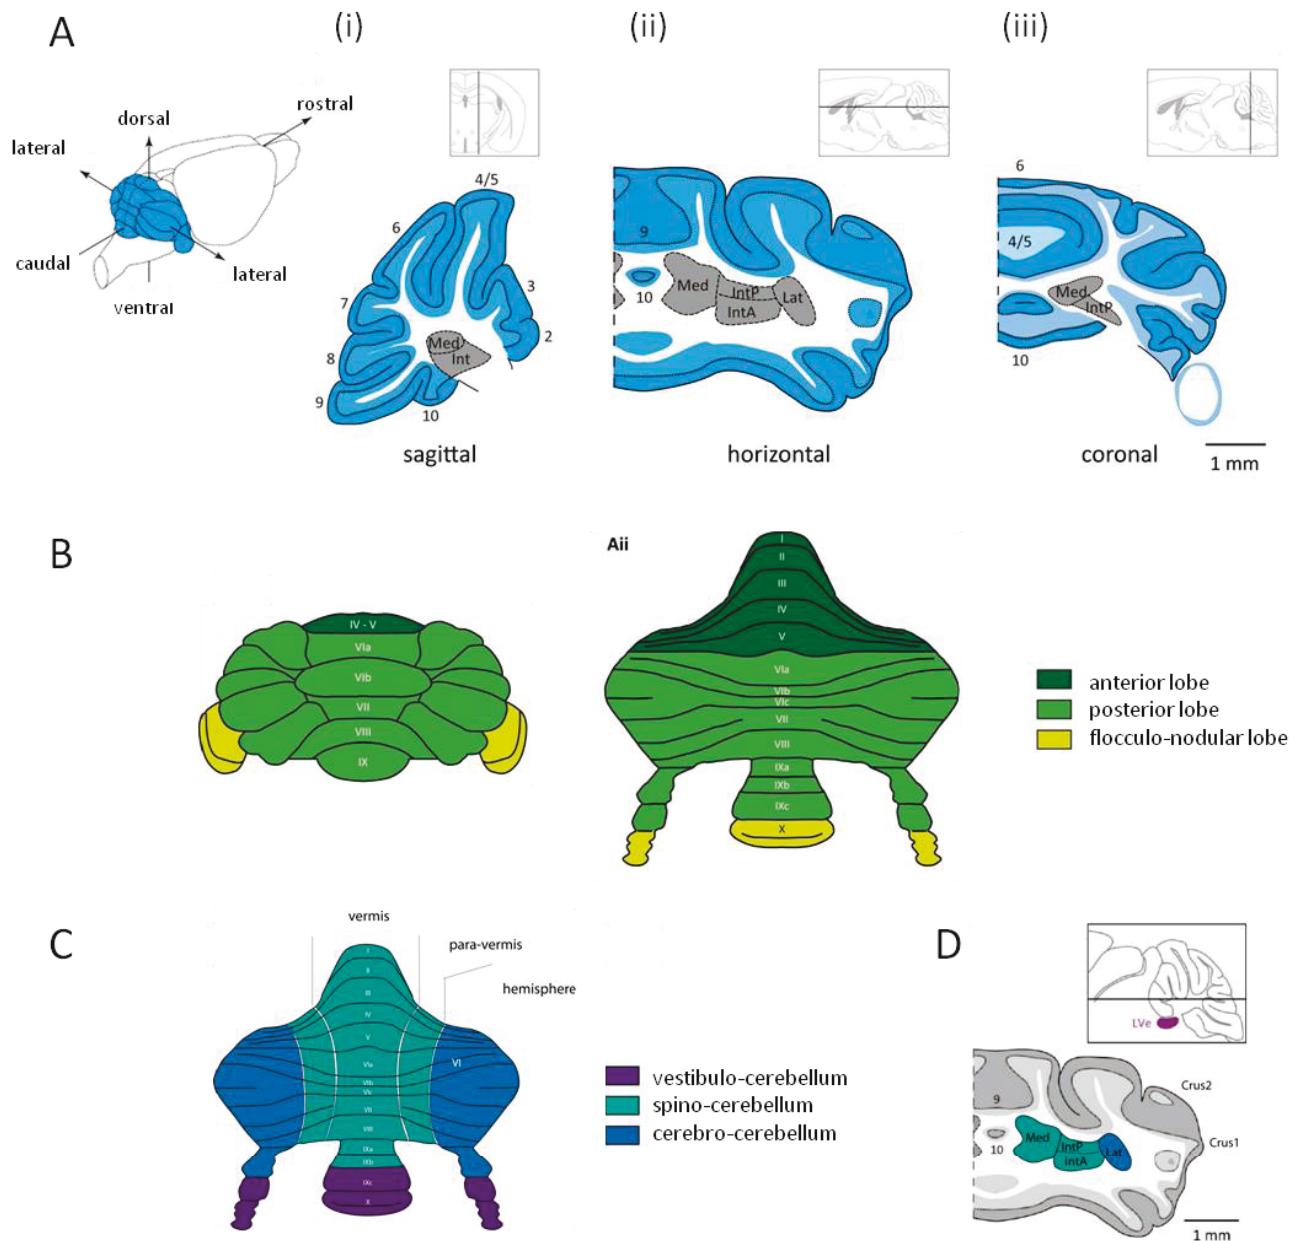 A
(i)
(ii)
(iii)
rostral
dorsal
lateral
caudal
lateral
ventral
4/5
6
3
7
2
8
Med
Int
9
10
sagittal
9
10
Med
IntP
IntA
Lat
horizontal
6
4/5
Med
IntP
10
coronal
1 mm
B
Aii
IV - V
VIa
VIb
VII
VIII
IX
I
II
III
IV
V
VIa
VIb
VIc
VII
VIII
IXa
IXb
IXc
X
anterior lobe
posterior lobe
flocculo-nodular lobe
C
vermis
para-vermis
hemisphere
I
II
III
IV
V
VIa
VI
VIb
VIc
VII
VIII
IXa
IXb
IXc
X
vestibulo-cerebellum
spino-cerebellum
cerebro-cerebellum
D
LVe
9
10
Med
IntP
IntA
Lat
Crus2
Crus1
1 mm